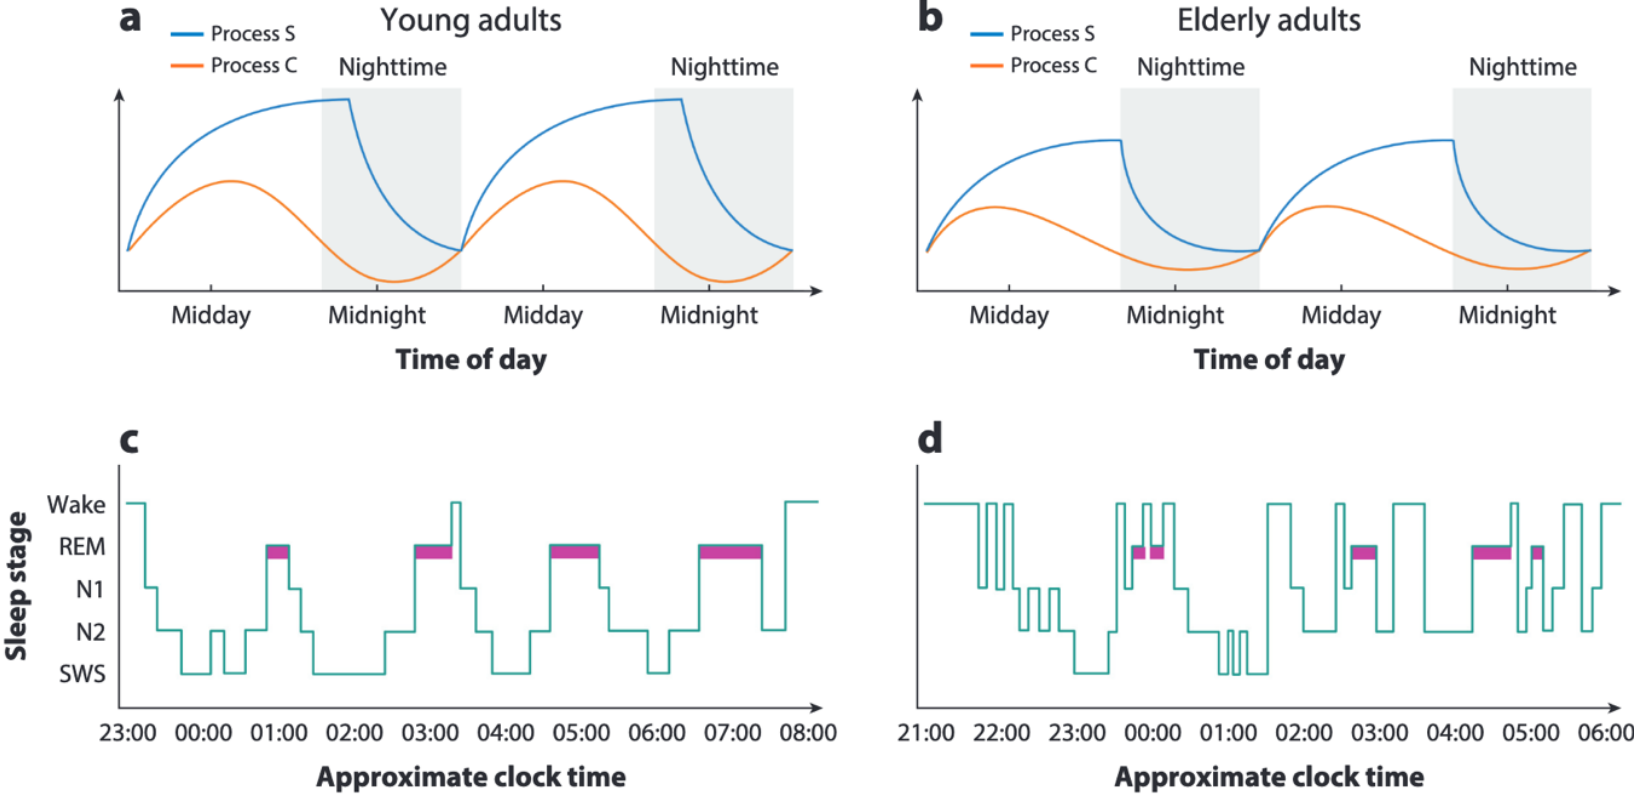 a
Young adults
Process S
Process C
Nighttime
Nighttime
Midday
Midnight
Midday
Midnight
Time of day
b
Elderly adults
Process S
Process C
Nighttime
Nighttime
Midday
Midnight
Midday
Midnight
Time of day
c
Sleep stage
Wake
REM
N1
N2
SWS
23:00 00:00 01:00 02:00 03:00 04:00 05:00 06:00 07:00 08:00
Approximate clock time
d
21:00 22:00 23:00 00:00 01:00 02:00 03:00 04:00 05:00 06:00
Approximate clock time